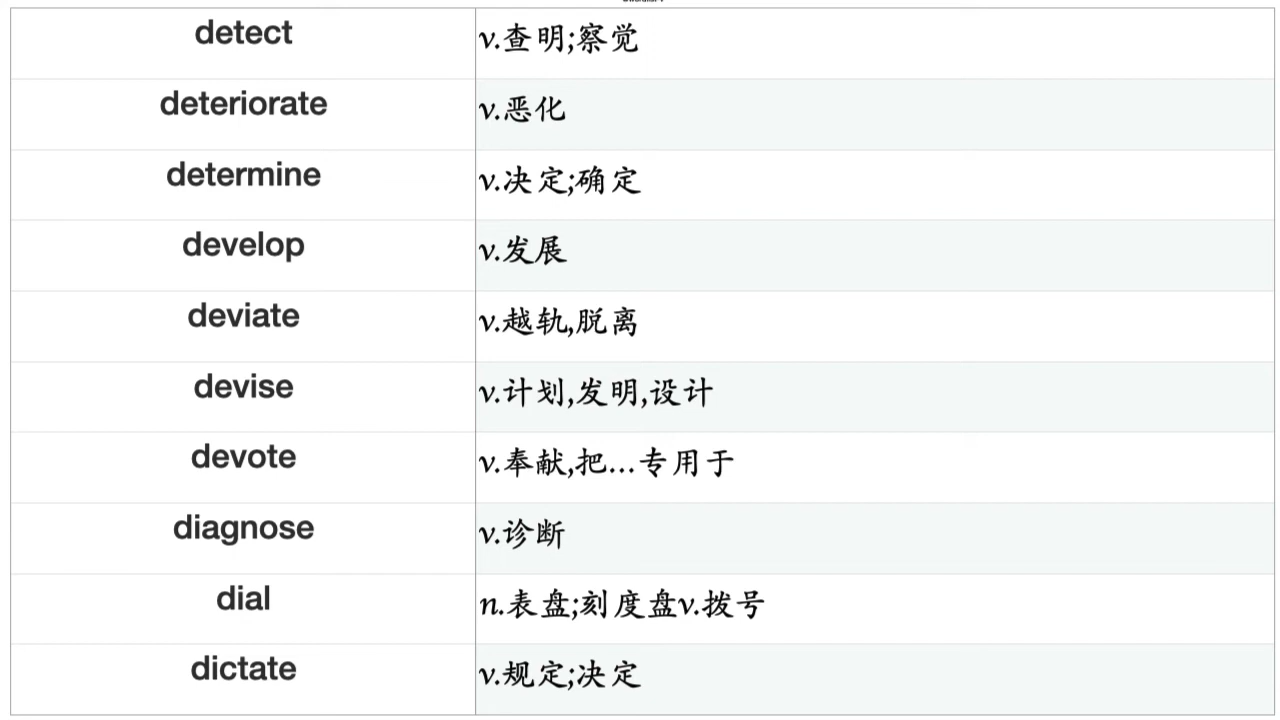 detect v.查明;察觉
deteriorate v.恶化
determine v.决定;确定
develop v.发展
deviate v.越轨,脱离
devise v.计划,发明,设计
devote v.奉献,把…专用于
diagnose v.诊断
dial n.表盘;刻度盘v.拨号
dictate v.规定;决定